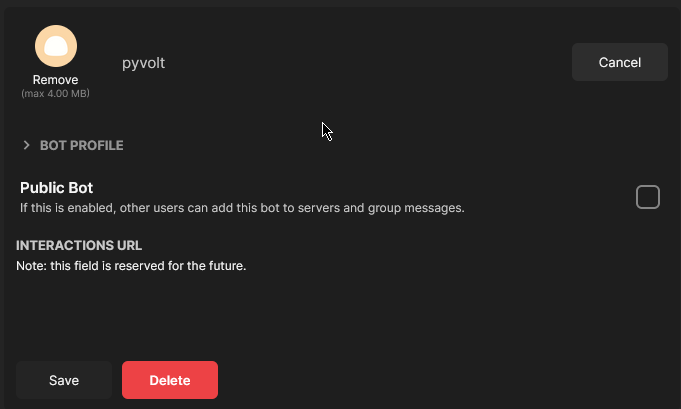 Remove
(max 4.00 MB)
pyvolt
Cancel
BOT PROFILE
Public Bot
If this is enabled, other users can add this bot to servers and group messages.
INTERACTIONS URL
Note: this field is reserved for the future.
Save
Delete